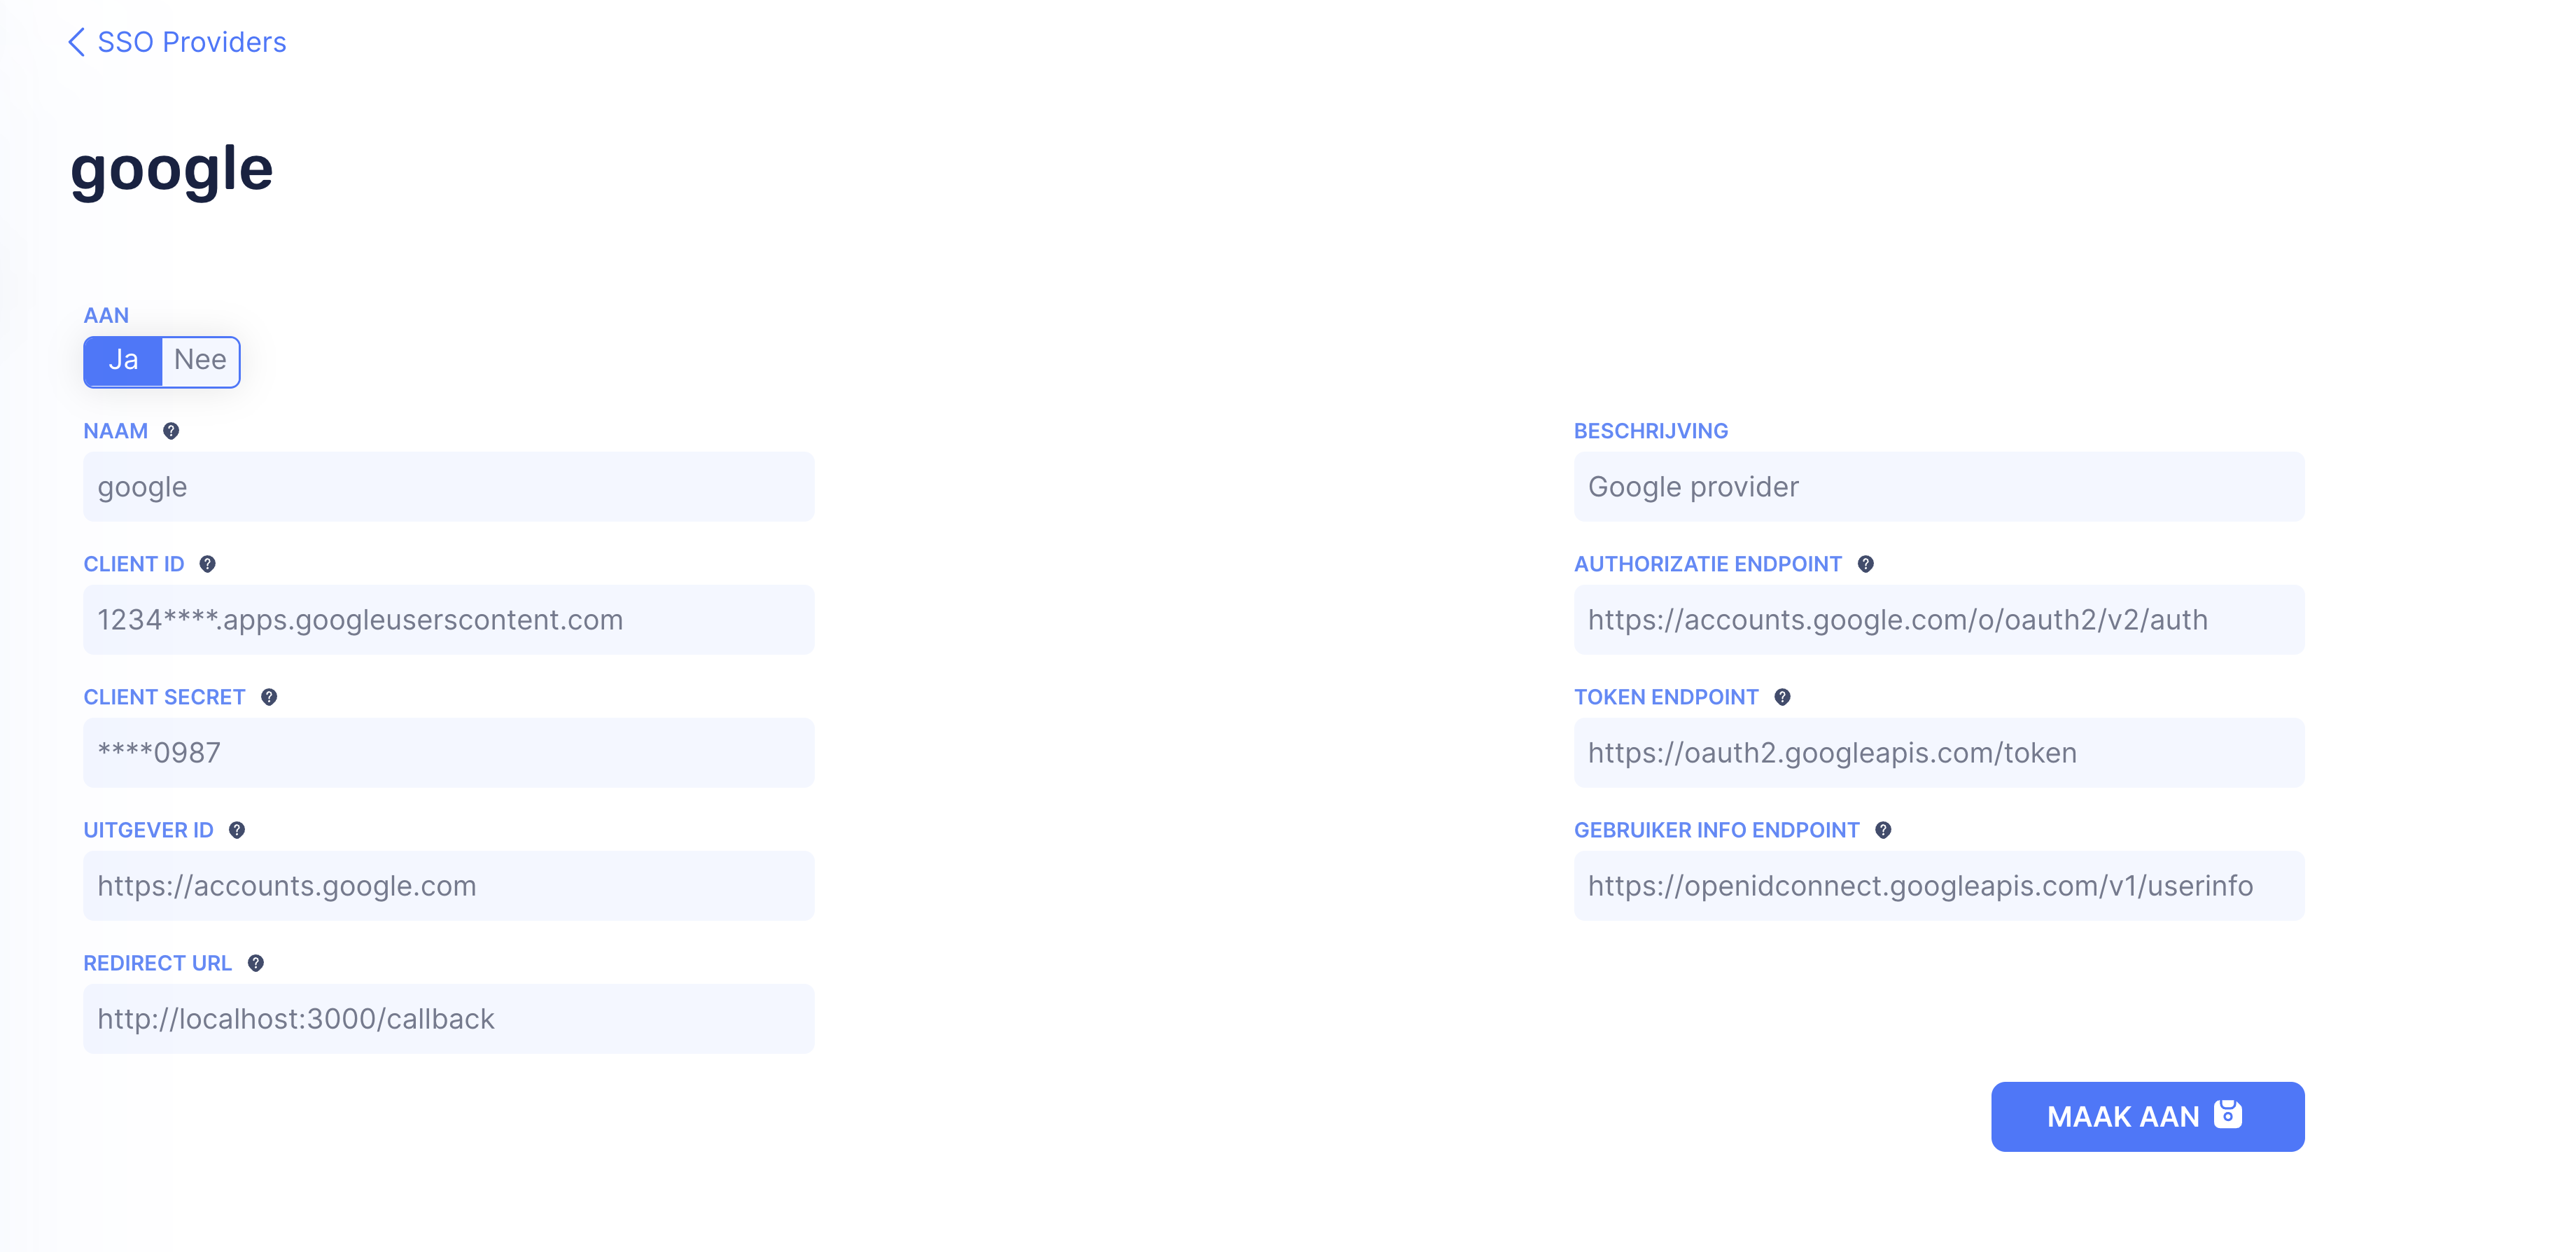 SSO Providers
google
AAN
Ja Nee
NAAM
google
BESCHRIJVING
Google provider
CLIENT ID
1234****.apps.googleuserscontent.com
AUTHORIZATIE ENDPOINT
https://accounts.google.com/o/oauth2/v2/auth
CLIENT SECRET
****0987
TOKEN ENDPOINT
https://oauth2.googleapis.com/token
UITGEVER ID
https://accounts.google.com
GEBRUIKER INFO ENDPOINT
https://openidconnect.googleapis.com/v1/userinfo
REDIRECT URL
http://localhost:3000/callback
MAAK AAN